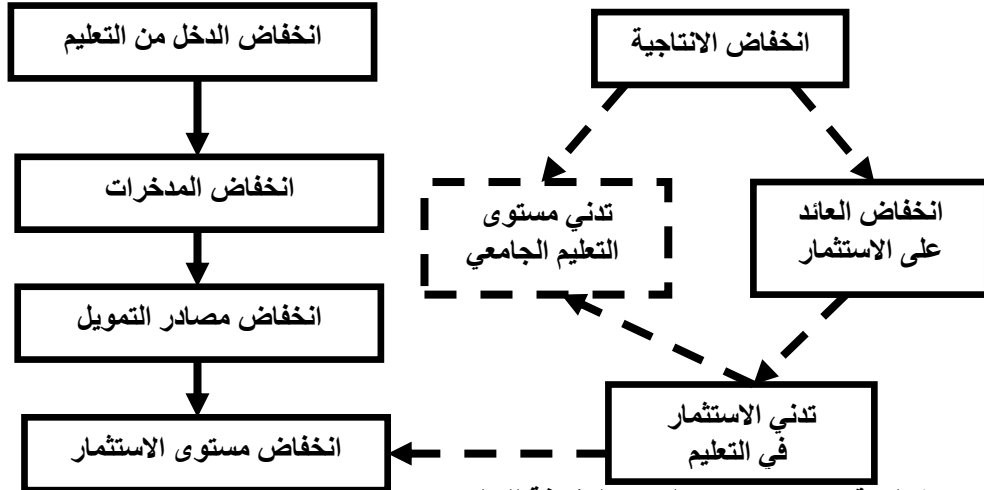 انخفاض الدخل من التعليم
انخفاض الانتاجية
انخفاض المدخرات
تدني مستوى
التعليم الجامعي
انخفاض العائد
على الاستثمار
انخفاض مصادر التمويل
تدني الاستثمار
في التعليم
انخفاض مستوى الاستثمار